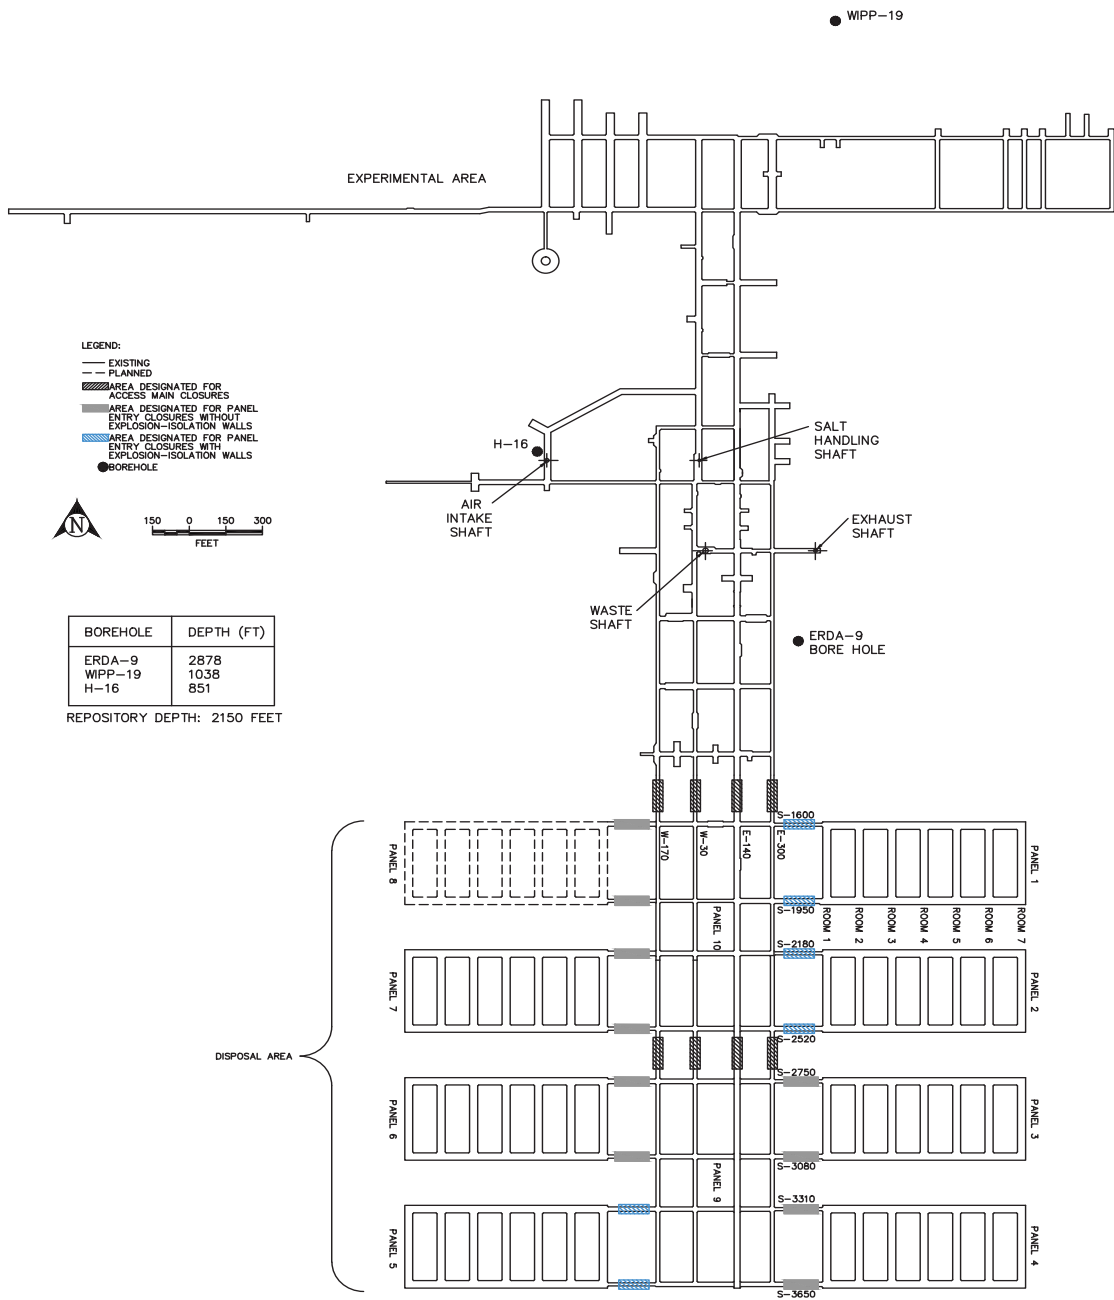 WIPP-19
EXPERIMENTAL AREA
LEGEND:
EXISTING
PLANNED
AREA DESIGNATED FOR
ACCESS MAIN CLOSURES
AREA DESIGNATED FOR PANEL
ENTRY CLOSURES WITHOUT
EXPLOSION-ISOLATION WALLS
AREA DESIGNATED FOR PANEL
ENTRY CLOSURES WITH
EXPLOSION-ISOLATION WALLS
BOREHOLE
H-16
SALT
HANDLING
SHAFT
AIR
INTAKE
SHAFT
N
150 0 150 300
FEET
EXHAUST
SHAFT
WASTE
SHAFT
ERDA-9
BORE HOLE
BOREHOLE DEPTH (FT)
ERDA-9 2878
WIPP-19 1038
H-16 851
REPOSITORY DEPTH: 2150 FEET
S-1600
W-170
W-30
E-140
E-300
PANEL 8
PANEL 1
S-1950
ROOM 1
ROOM 2
ROOM 3
ROOM 4
ROOM 5
ROOM 6
ROOM 7
PANEL 10
S-2180
PANEL 7
PANEL 2
S-2520
DISPOSAL AREA
S-2750
PANEL 6
PANEL 3
S-3080
PANEL 9
S-3310
PANEL 5
PANEL 4
S-3650